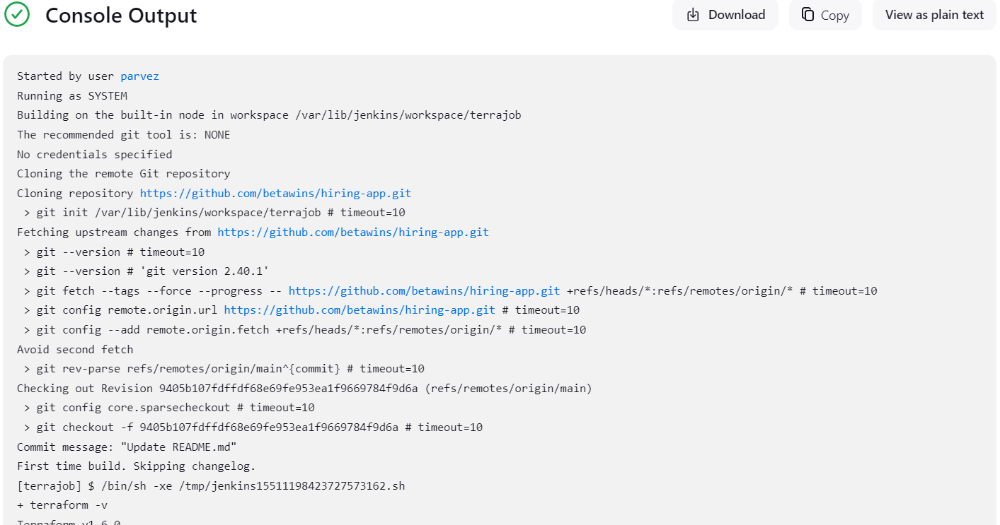 Console Output
Download
Copy
View as plain text
Started by user parvez
Running as SYSTEM
Building on the built-in node in workspace /var/lib/jenkins/workspace/terrajob
The recommended git tool is: NONE
No credentials specified
Cloning the remote Git repository
Cloning repository https://github.com/betawins/hiring-app.git
 > git init /var/lib/jenkins/workspace/terrajob # timeout=10
Fetching upstream changes from https://github.com/betawins/hiring-app.git
 > git --version # timeout=10
 > git --version # 'git version 2.40.1'
 > git fetch --tags --force --progress -- https://github.com/betawins/hiring-app.git +refs/heads/*:refs/remotes/origin/* # timeout=10
 > git config remote.origin.url https://github.com/betawins/hiring-app.git # timeout=10
 > git config --add remote.origin.fetch +refs/heads/*:refs/remotes/origin/* # timeout=10
Avoid second fetch
 > git rev-parse refs/remotes/origin/main^{commit} # timeout=10
Checking out Revision 9405b107fdffdf68e69fe953ea1f9669784f9d6a (refs/remotes/origin/main)
 > git config core.sparsecheckout # timeout=10
 > git checkout -f 9405b107fdffdf68e69fe953ea1f9669784f9d6a # timeout=10
Commit message: "Update README.md"
First time build. Skipping changelog.
[terrajob] $ /bin/sh -xe /tmp/jenkins15511198423727573162.sh
+ terraform -v
Terraform v1.6.0